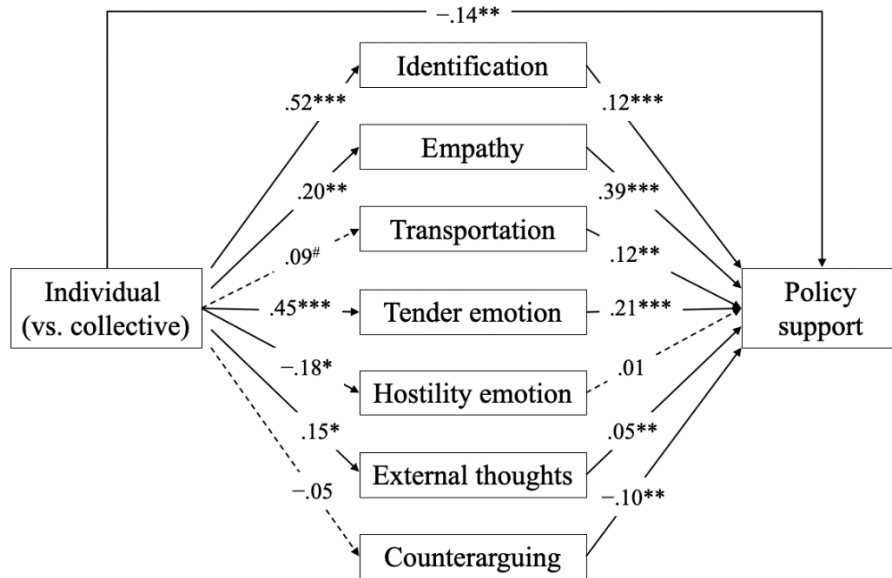 −.14**
Identification
.52***
.12***
Empathy
.20**
.39***
Transportation
.09#
.12**
Individual
(vs. collective)
.45***
Tender emotion
.21***
Policy
support
−.18*
Hostility emotion
.01
.15*
External thoughts
.05**
−.05
−.10**
Counterarguing